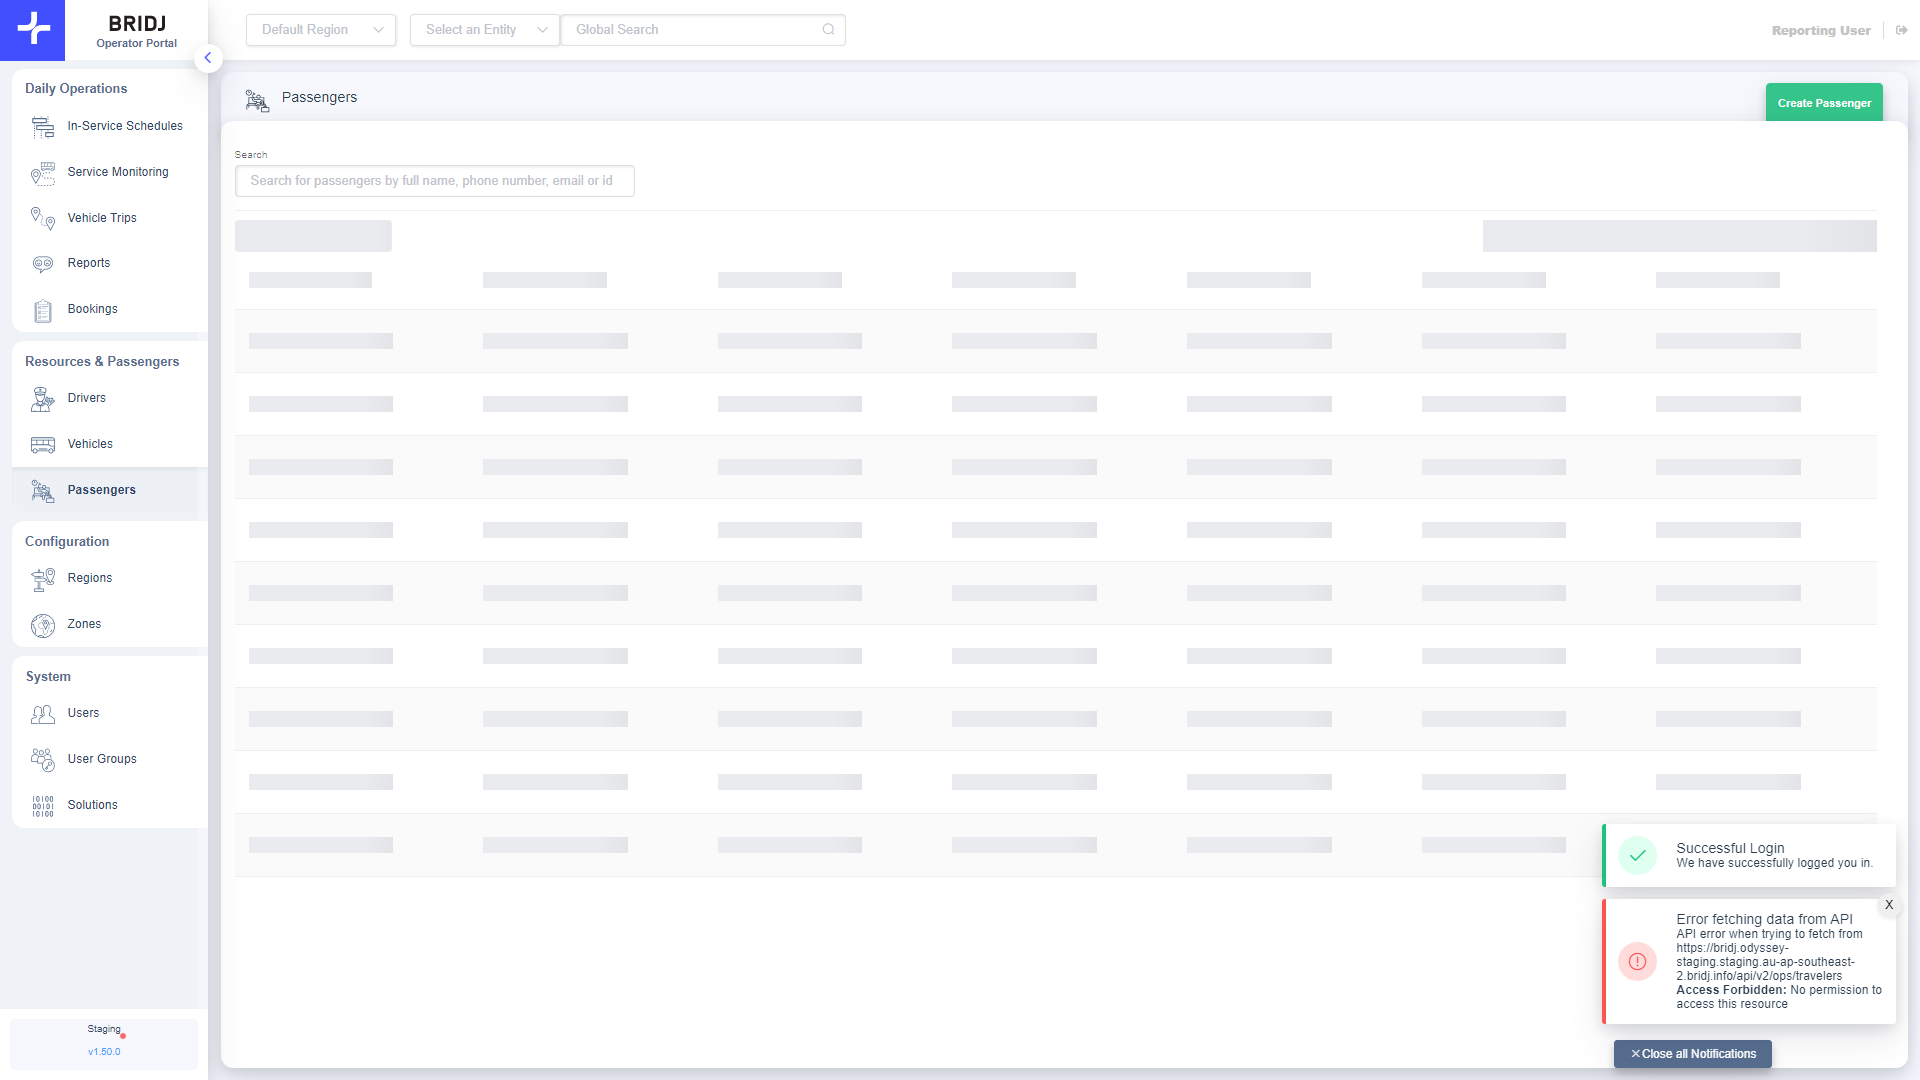 BRIDJ
Operator Portal
Default Region
Select an Entity
Global Search
Reporting User
Daily Operations
In-Service Schedules
Service Monitoring
Vehicle Trips
Reports
Bookings
Resources & Passengers
Drivers
Vehicles
Passengers
Configuration
Regions
Zones
System
Users
User Groups
10100
00101
10100
Solutions
Staging
v1.50.0
Passengers
Create Passenger
Search
Search for passengers by full name, phone number, email or id
Successful Login
We have successfully logged you in.
X
Error fetching data from API
API error when trying to fetch from
https://bridj.odyssey-
staging.staging.au-ap-southeast-
2.bridj.info/api/v2/ops/travelers
Access Forbidden: No permission to
access this resource
✕Close all Notifications